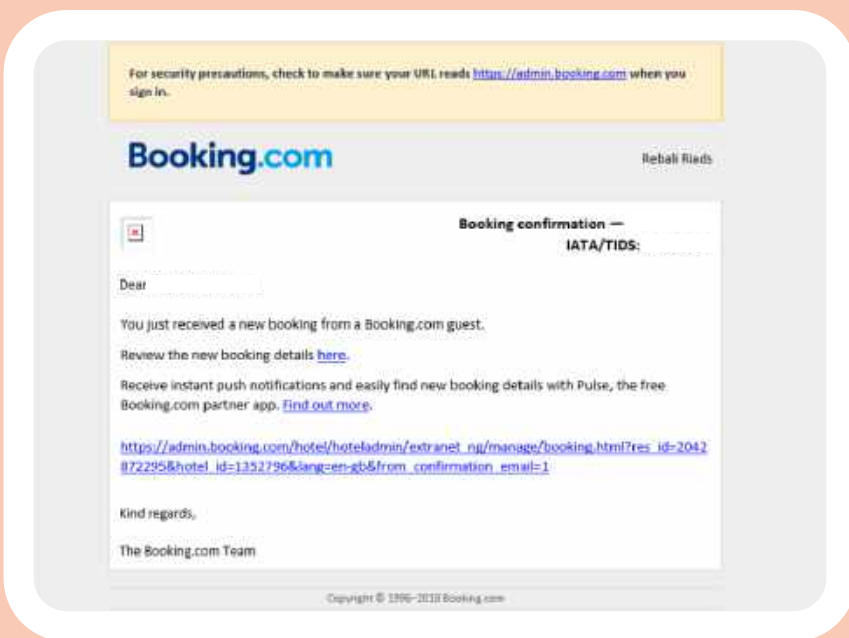 For security precautions, check to make sure your URL reads https://admin.booking.com when you
sign in.
Booking.com
Rebali Riads
Booking confirmation —
IATA/TIDS:
Dear
You just received a new booking from a Booking.com guest.
Review the new booking details here.
Receive instant push notifications and easily find new booking details with Pulse, the free
Booking.com partner app. Find out more.
https://admin.booking.com/hotel/hoteladmin/extranet_ng/manage/booking.html?res_id=2042
872295&hotel_id=1352796&lang=en-gb&from_confirmation_email=1
Kind regards,
The Booking.com Team
Copyright © 1996–2018 Booking.com